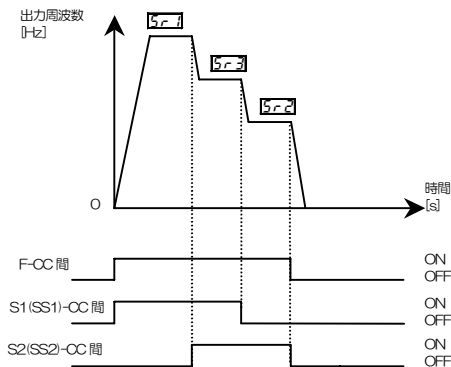 出力周波数
[Hz]
Sr1
Sr3
Sr2
0
時間
[s]
F-CC 間
ON
OFF
S1(SS1)-CC 間
ON
OFF
S2(SS2)-CC 間
ON
OFF